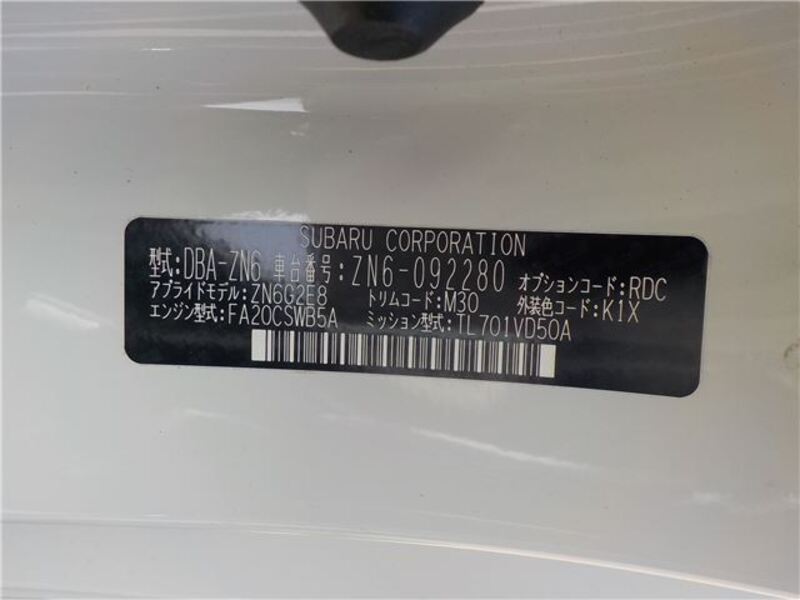 SUBARU CORPORATION
型式:DBA-ZN6 車台番号:ZN6-092280 オプションコード:RDC
アプライドモデル:ZN6G2E8 トリムコード:M30 外装色コード:K1X
エンジン型式:FA20CSWB5A ミッション型式:TL701VD50A